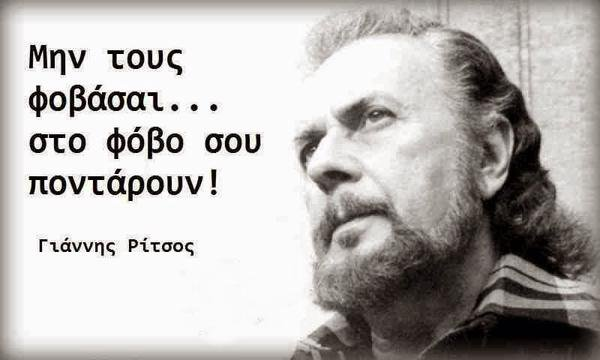 Μην τους
φοβάσαι...
στο φόβο σου
ποντάρουν!
Γιάννης Ρίτσος